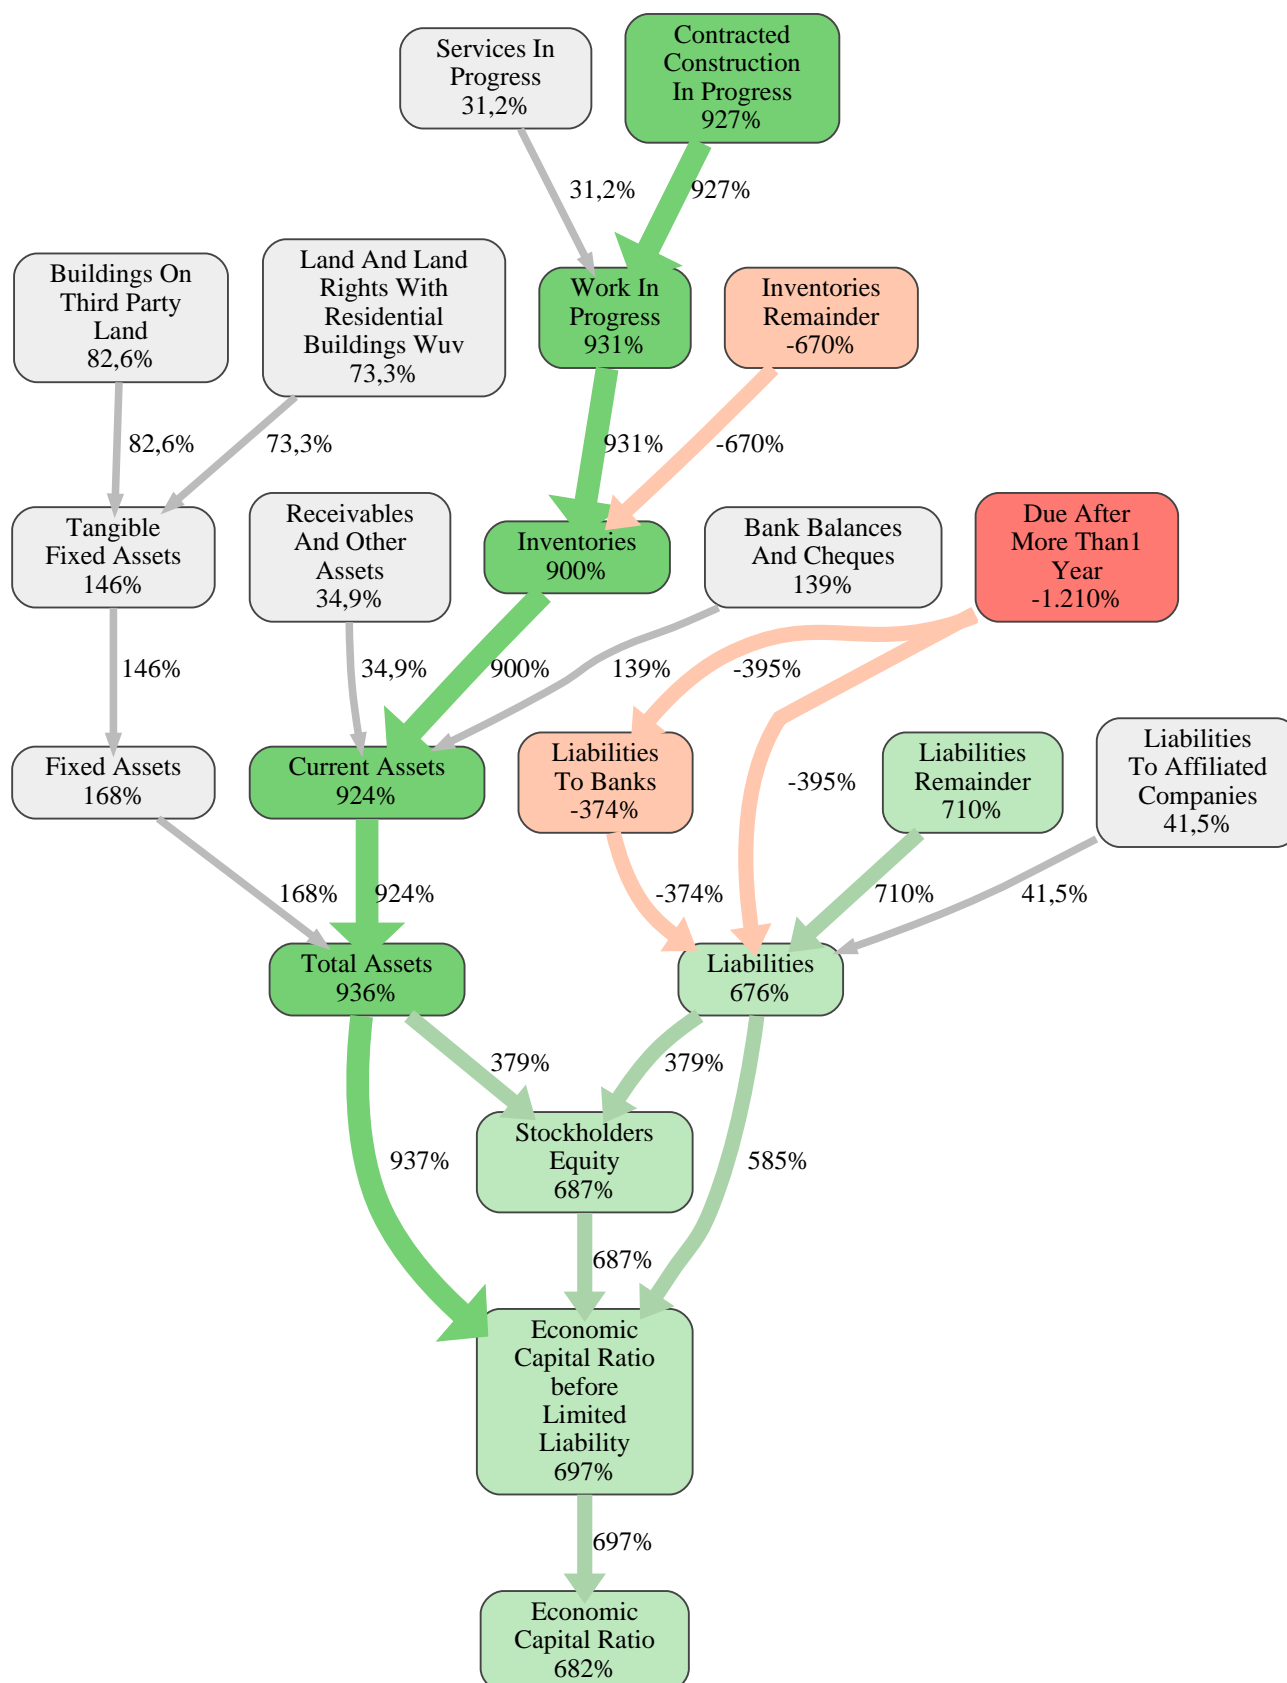 Services In
Progress
31,2%
Contracted
Construction
In Progress
927%
31,2%
927%
Buildings On
Third Party
Land
82,6%
Land And Land
Rights With
Residential
Buildings Wuv
73,3%
Work In
Progress
931%
Inventories
Remainder
-670%
82,6%
73,3%
931%
-670%
Tangible
Fixed Assets
146%
Receivables
And Other
Assets
34,9%
Inventories
900%
Bank Balances
And Cheques
139%
Due After
More Than1
Year
-1.210%
146%
34,9%
900%
139%
-395%
Fixed Assets
168%
Current Assets
924%
Liabilities
To Banks
-374%
-395%
Liabilities
Remainder
710%
Liabilities
To Affiliated
Companies
41,5%
168%
924%
-374%
710%
41,5%
Total Assets
936%
Liabilities
676%
379%
379%
937%
Stockholders
Equity
687%
585%
687%
Economic
Capital Ratio
before
Limited
Liability
697%
697%
Economic
Capital Ratio
682%